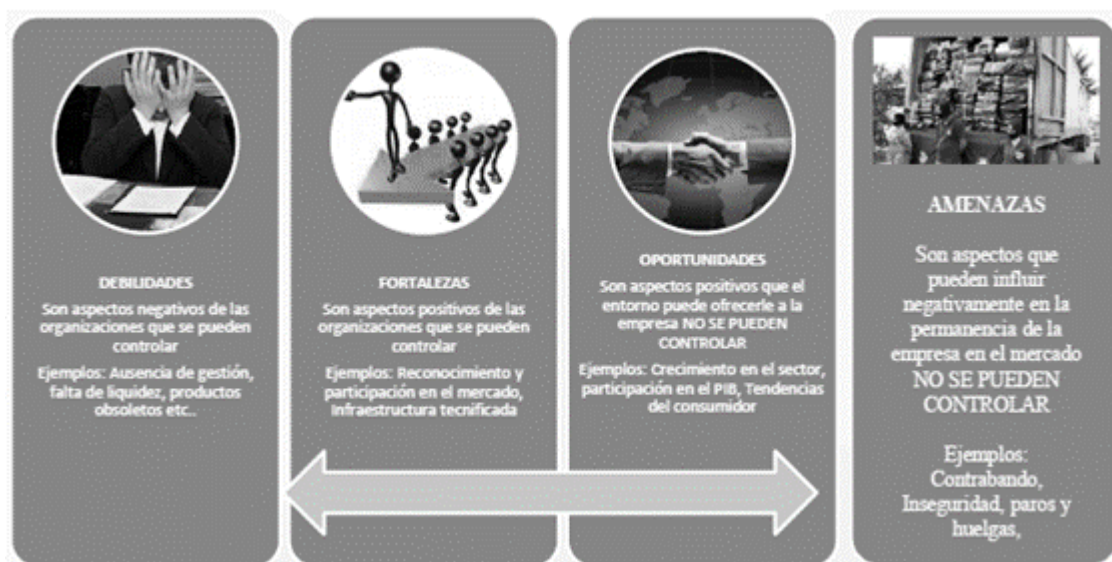 DEBILIDADES
Son aspectos negativos de las
organizaciones que se pueden
controlar
Ejemplos: Ausencia de gestión,
falta de liquidez, productos
obsoletos etc..
FORTALEZAS
Son aspectos positivos de las
organizaciones que se pueden
controlar
Ejemplos: Reconocimiento y
participación en el mercado,
Infraestructura tecnificada
OPORTUNIDADES
Son aspectos positivos que el
entorno puede ofrecerle a la
empresa NO SE PUEDEN
CONTROLAR
Ejemplos: Crecimiento en el sector,
participación en el PIB, Tendencias
del consumidor
AMENAZAS
Son aspectos que
pueden influir
negativamente en la
permanencia de la
empresa en el mercado
NO SE PUEDEN
CONTROLAR
Ejemplos:
Contrabando,
Inseguridad, paros y
huelgas,